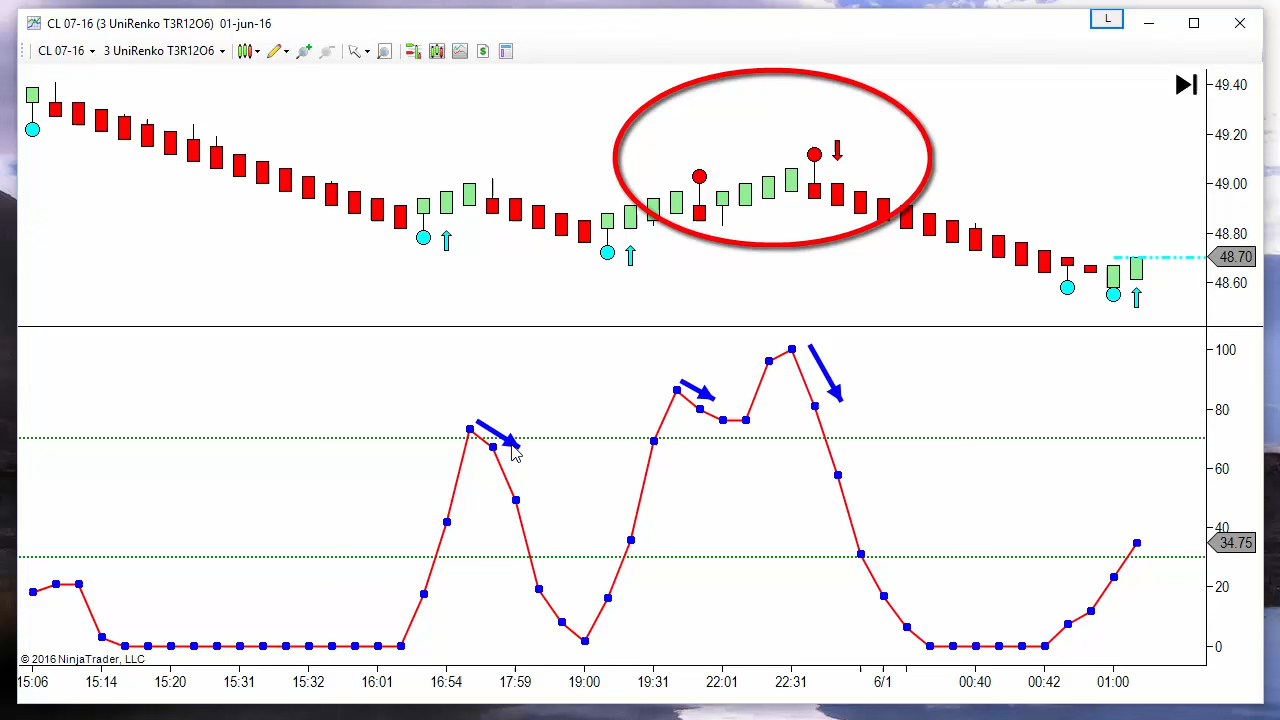 CL 07-16 (3 UniRenko T3R12O6) 01-jun-16
L
CL 07-16
3 UniRenko T3R12O6
$
49.40
49.20
49.00
48.80
48.70
48.60
100
80
60
40
34.75
20
0
© 2016 NinjaTrader, LLC
15:06 15:14 15:20 15:31 15:32 16:01 16:54 17:59 19:00 19:31 22:01 22:31 6/1 00:40 00:42 01:00